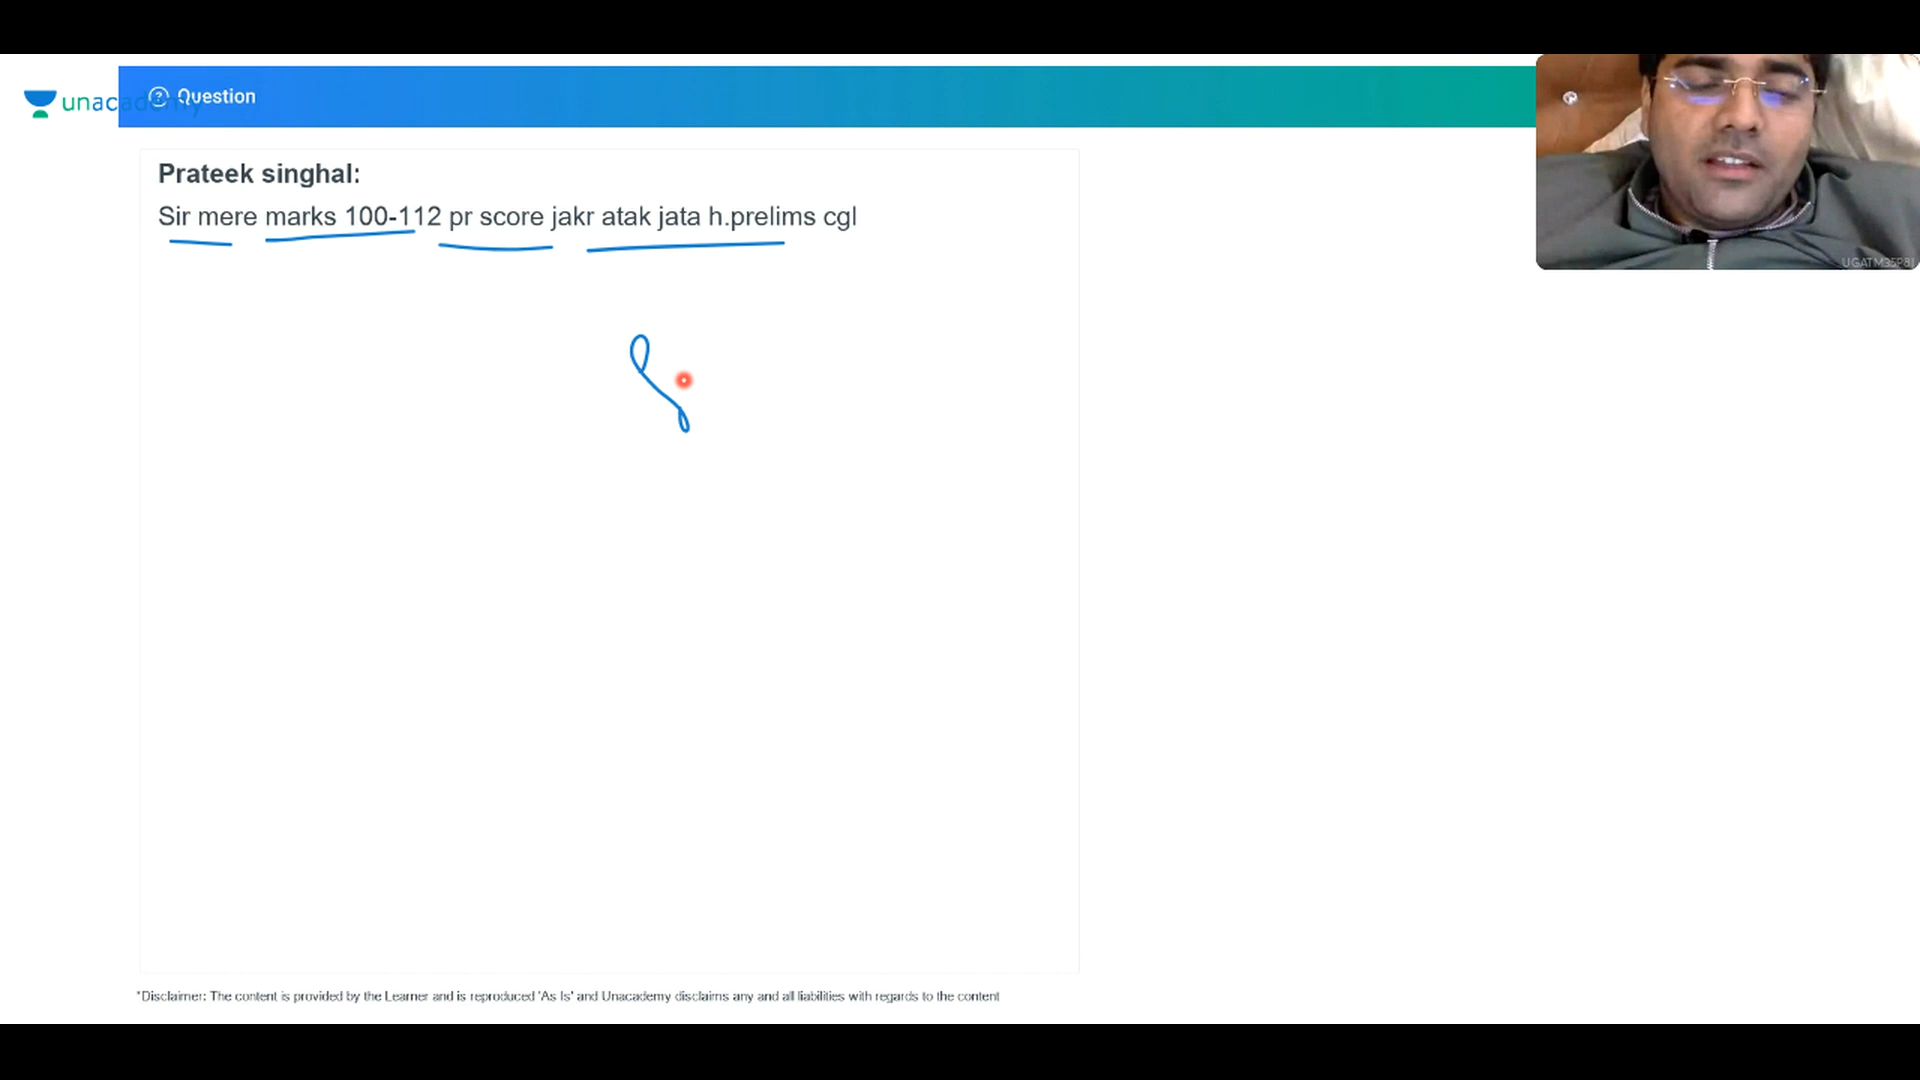 unacademy
Question
Prateek singhal:
Sir mere marks 100-112 pr score jakr atak jata h.prelims cgl
UGATM35P8I
*Disclaimer: The content is provided by the Learner and is reproduced 'As Is' and Unacademy disclaims any and all liabilities with regards to the content